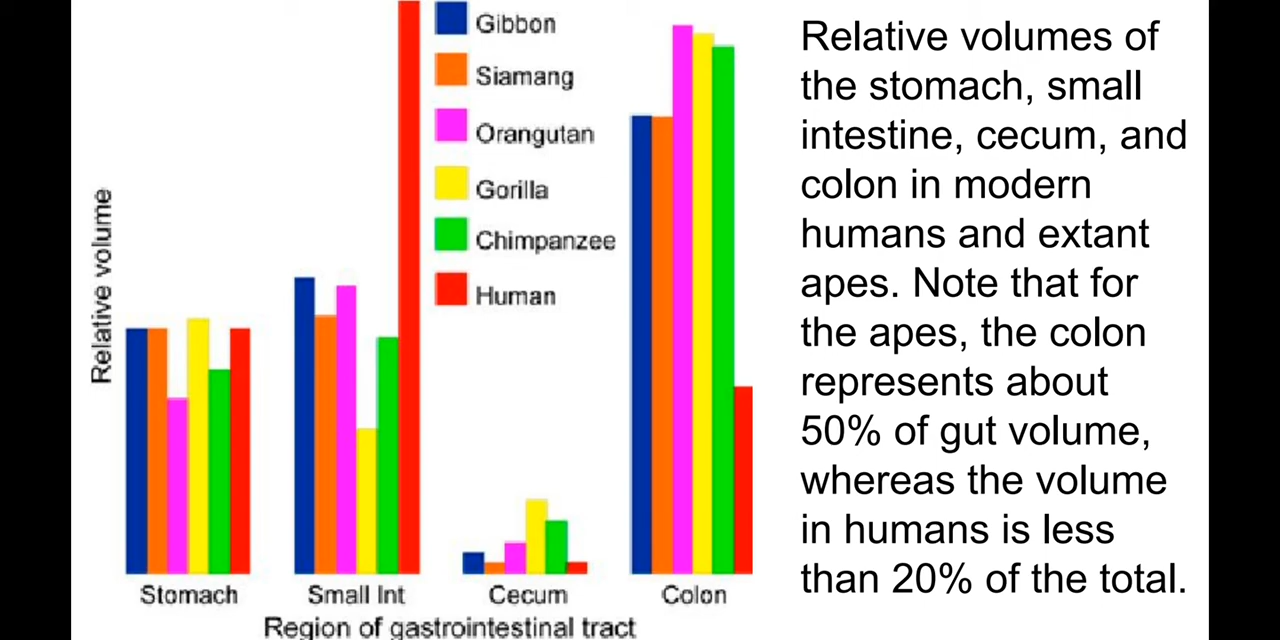 Gibbon
Siamang
Orangutan
Gorilla
Chimpanzee
Human
Relative volume
Stomach
Small Int
Cecum
Colon
Region of gastrointestinal tract
Relative volumes of
the stomach, small
intestine, cecum, and
colon in modern
humans and extant
apes. Note that for
the apes, the colon
represents about
50% of gut volume,
whereas the volume
in humans is less
than 20% of the total.